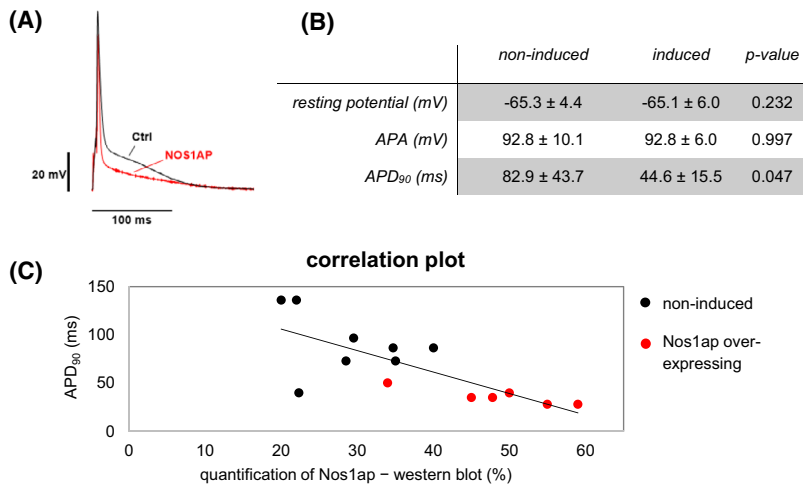 (A)
Ctrl
NOS1AP
20 mV
100 ms
(B)
non-induced induced p-value
resting potential (mV) -65.3 ± 4.4 -65.1 ± 6.0 0.232
APA (mV) 92.8 ± 10.1 92.8 ± 6.0 0.997
APD90 (ms) 82.9 ± 43.7 44.6 ± 15.5 0.047
(C)
correlation plot
APD90 (ms)
150
100
50
0
0 10 20 30 40 50 60
quantification of Nos1ap − western blot (%)
non-induced
Nos1ap over-
expressing